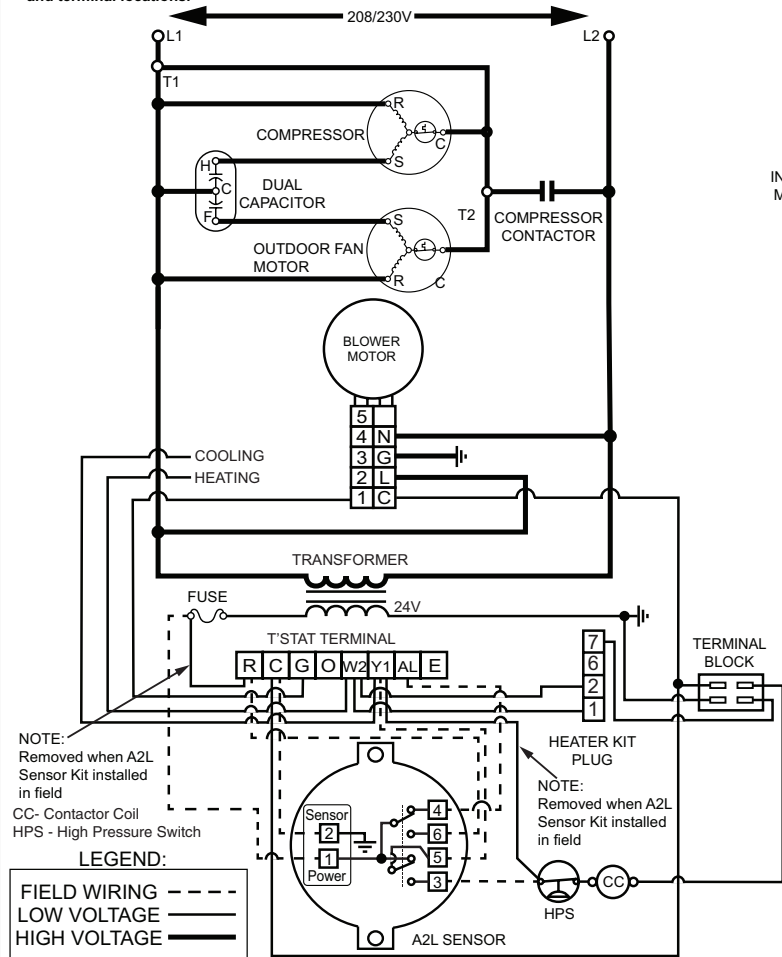 and terminal locations.
208/230V
L1
L2
T1
R
COMPRESSOR
C
S
H
C
F
DUAL
CAPACITOR
S
T2
COMPRESSOR
CONTACTOR
OUTDOOR FAN
MOTOR
R
C
IN
M
BLOWER
MOTOR
5
4 N
3 G
2 L
1 C
COOLING
HEATING
TRANSFORMER
FUSE
24V
T'STAT TERMINAL
R C G O W2 Y1 AL E
7
6
2
1
TERMINAL
BLOCK
HEATER KIT
PLUG
NOTE:
Removed when A2L
Sensor Kit installed
in field
NOTE:
Removed when A2L
Sensor Kit installed
in field
CC- Contactor Coil
HPS - High Pressure Switch
Sensor
2
1
Power
4
6
5
3
CC
HPS
A2L SENSOR
LEGEND:
FIELD WIRING
LOW VOLTAGE
HIGH VOLTAGE